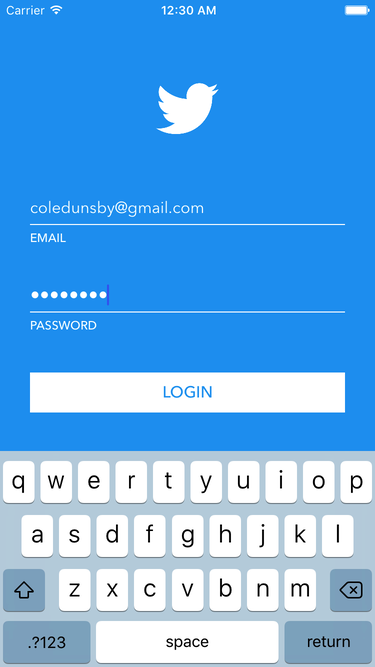 Carrier 12:30 AM
coledunsby@gmail.com
EMAIL
PASSWORD
LOGIN
q w e r t y u i o p
a s d f g h j k l
z x c v b n m
.?123 space return